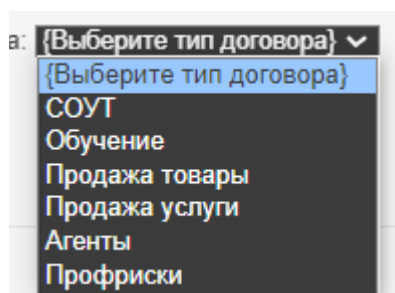 а: {Выберите тип договора}
{Выберите тип договора}
СОУТ
Обучение
Продажа товары
Продажа услуги
Агенты
Профриски